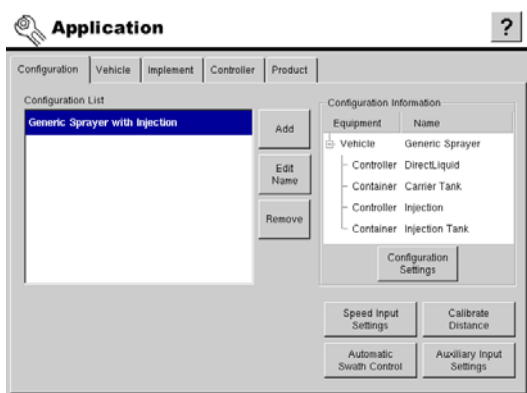 Application
?
Configuration Vehicle Implement Controller Product
Configuration List
Generic Sprayer with Injection
Add
Edit
Name
Remove
Configuration Information
Equipment Name
Vehicle Generic Sprayer
Controller DirectLiquid
Container Carrier Tank
Controller Injection
Container Injection Tank
Configuration
Settings
Speed Input
Settings
Calibrate
Distance
Automatic
Swath Control
Auxiliary Input
Settings